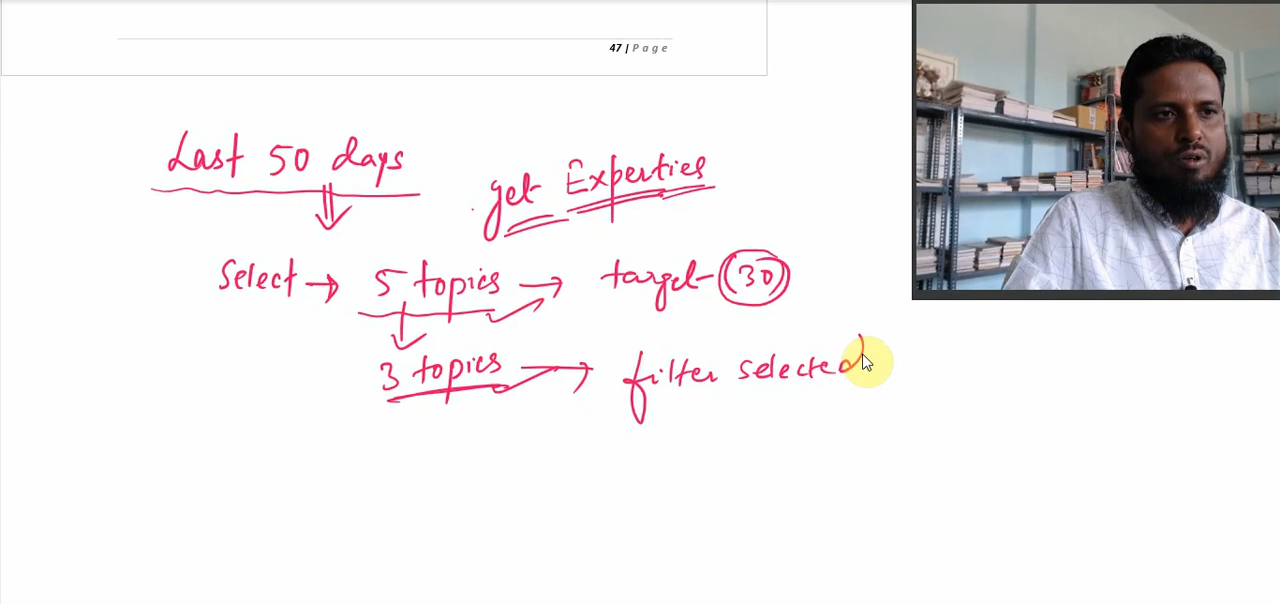 47 | Page
Last 50 days
get Experties
Select → 5 topics → target (30)
3 topics → filter selected